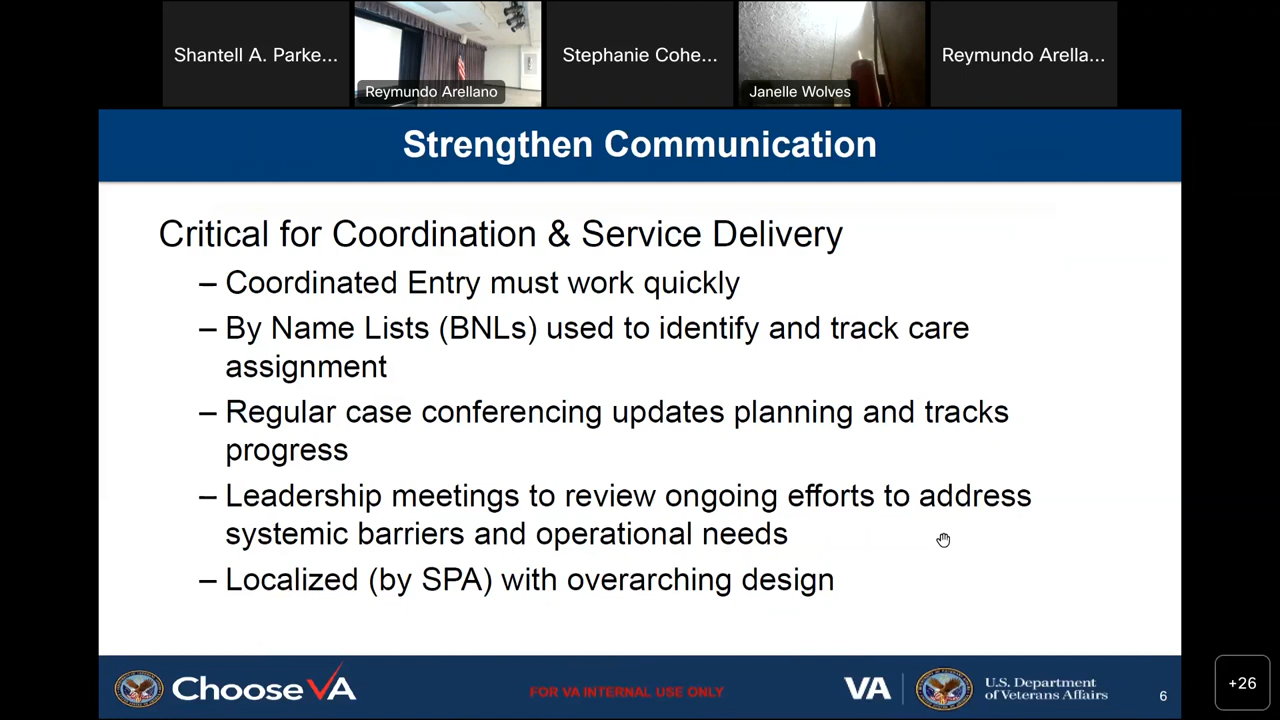 Shantell A. Parke...
Reymundo Arellano
Stephanie Cohe...
Janelle Wolves
Reymundo Arella...
Strengthen Communication
Critical for Coordination & Service Delivery
– Coordinated Entry must work quickly
– By Name Lists (BNLs) used to identify and track care
assignment
– Regular case conferencing updates planning and tracks
progress
– Leadership meetings to review ongoing efforts to address
systemic barriers and operational needs
– Localized (by SPA) with overarching design
Choose VA
FOR VA INTERNAL USE ONLY
VA
U.S. Department
of Veterans Affairs
6
+26